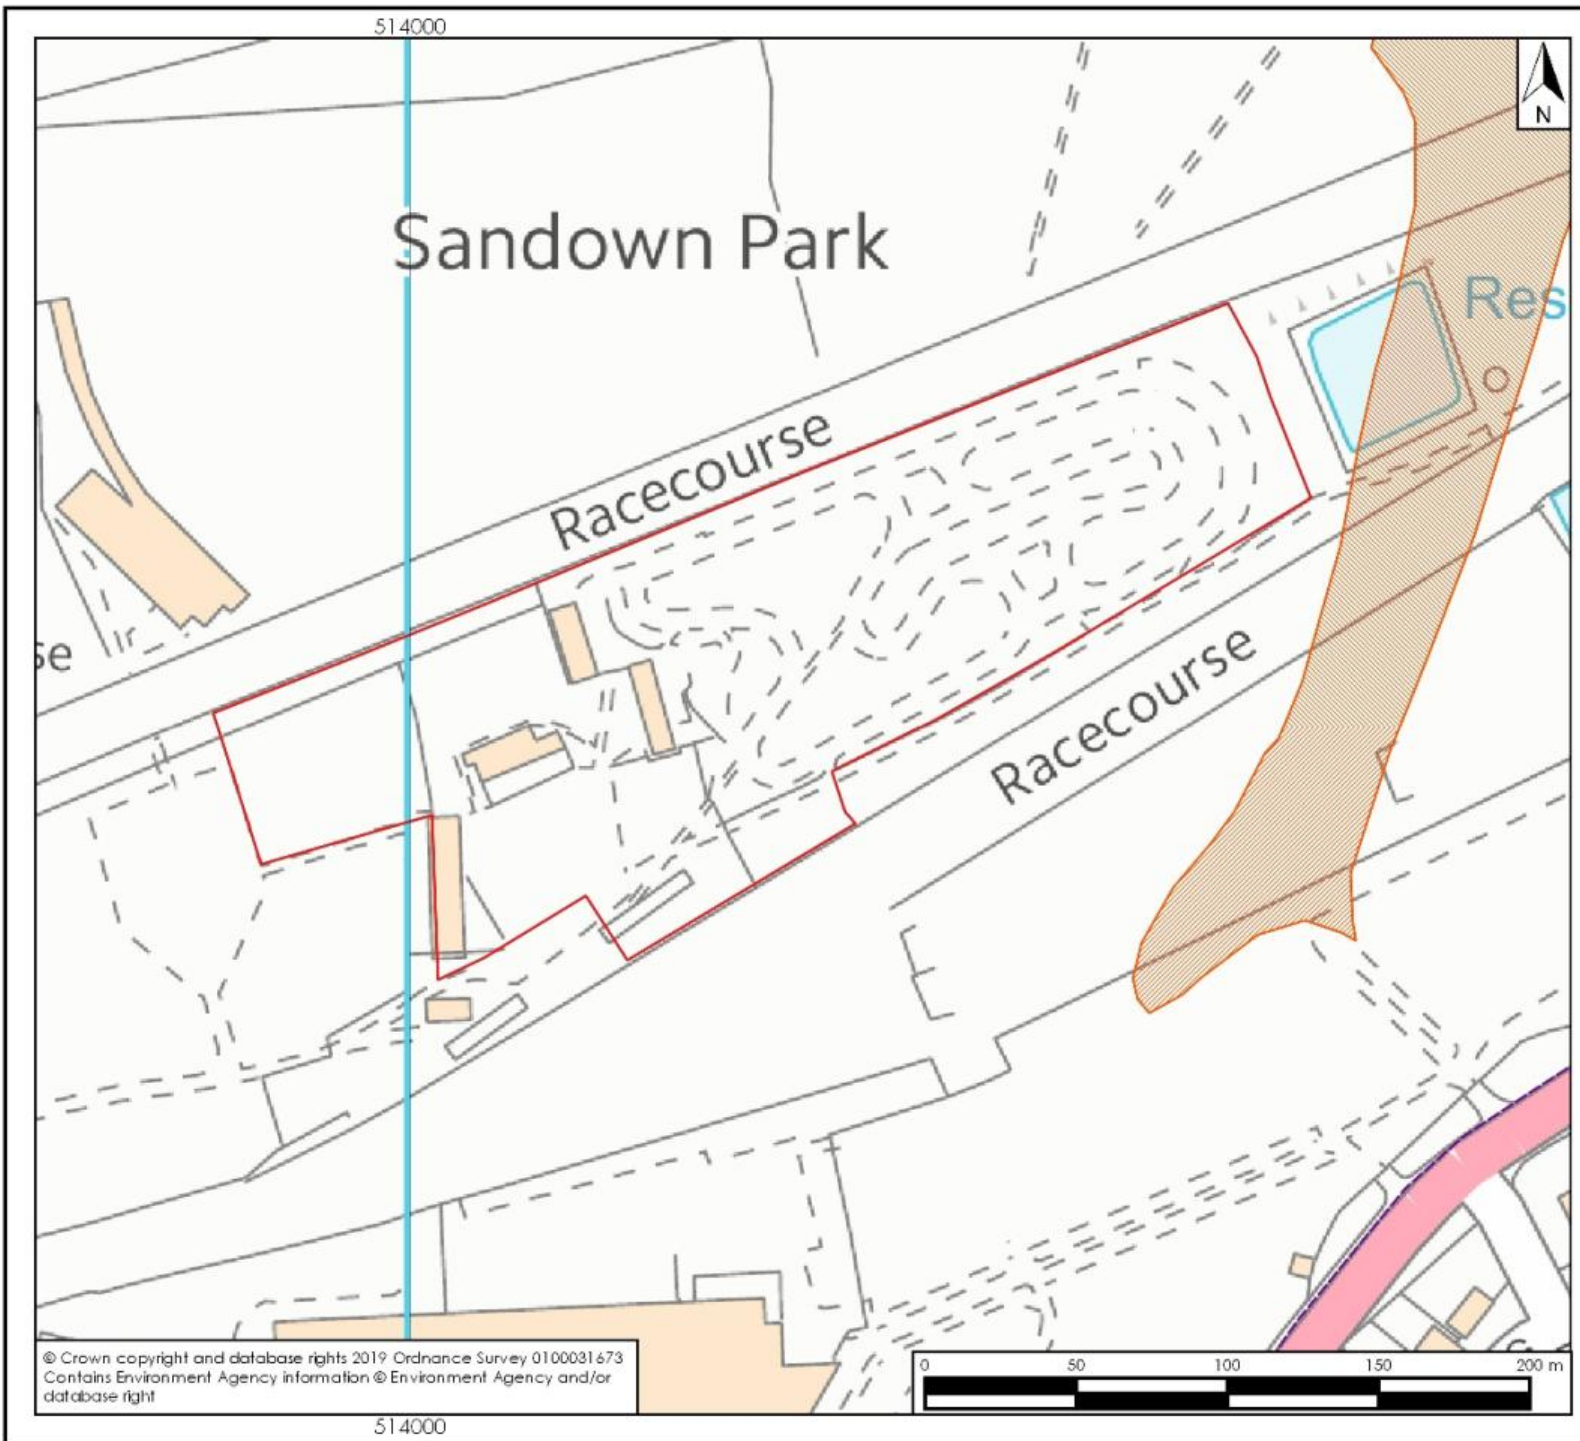 514000
N
Sandown Park
Res
Racecourse
se
Racecourse
© Crown copyright and database rights 2019 Ordnance Survey 0100031673
Contains Environment Agency information © Environment Agency and/or
database right
0 50 100 150 200 m
514000